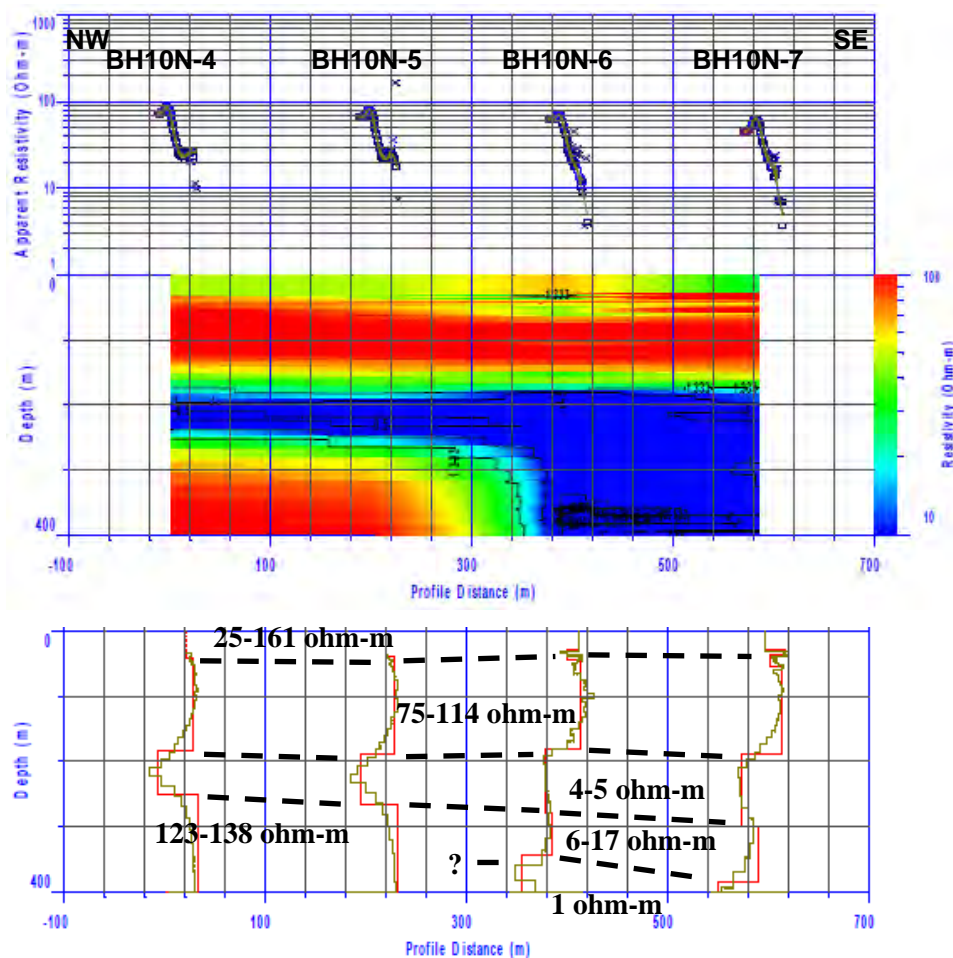 1000
NW
SE
BH10N-4
BH10N-5
BH10N-6
BH10N-7
Apparent Resistivity (Ohm-m)
100
10
1
0
Depth (m)
400
-100
100
300
500
700
Profile Distance (m)
100
10
Resistivity (Ohm-m)
0
25-161 ohm-m
75-114 ohm-m
4-5 ohm-m
123-138 ohm-m
6-17 ohm-m
?
1 ohm-m
Depth (m)
400
-100
100
300
500
700
Profile Distance (m)